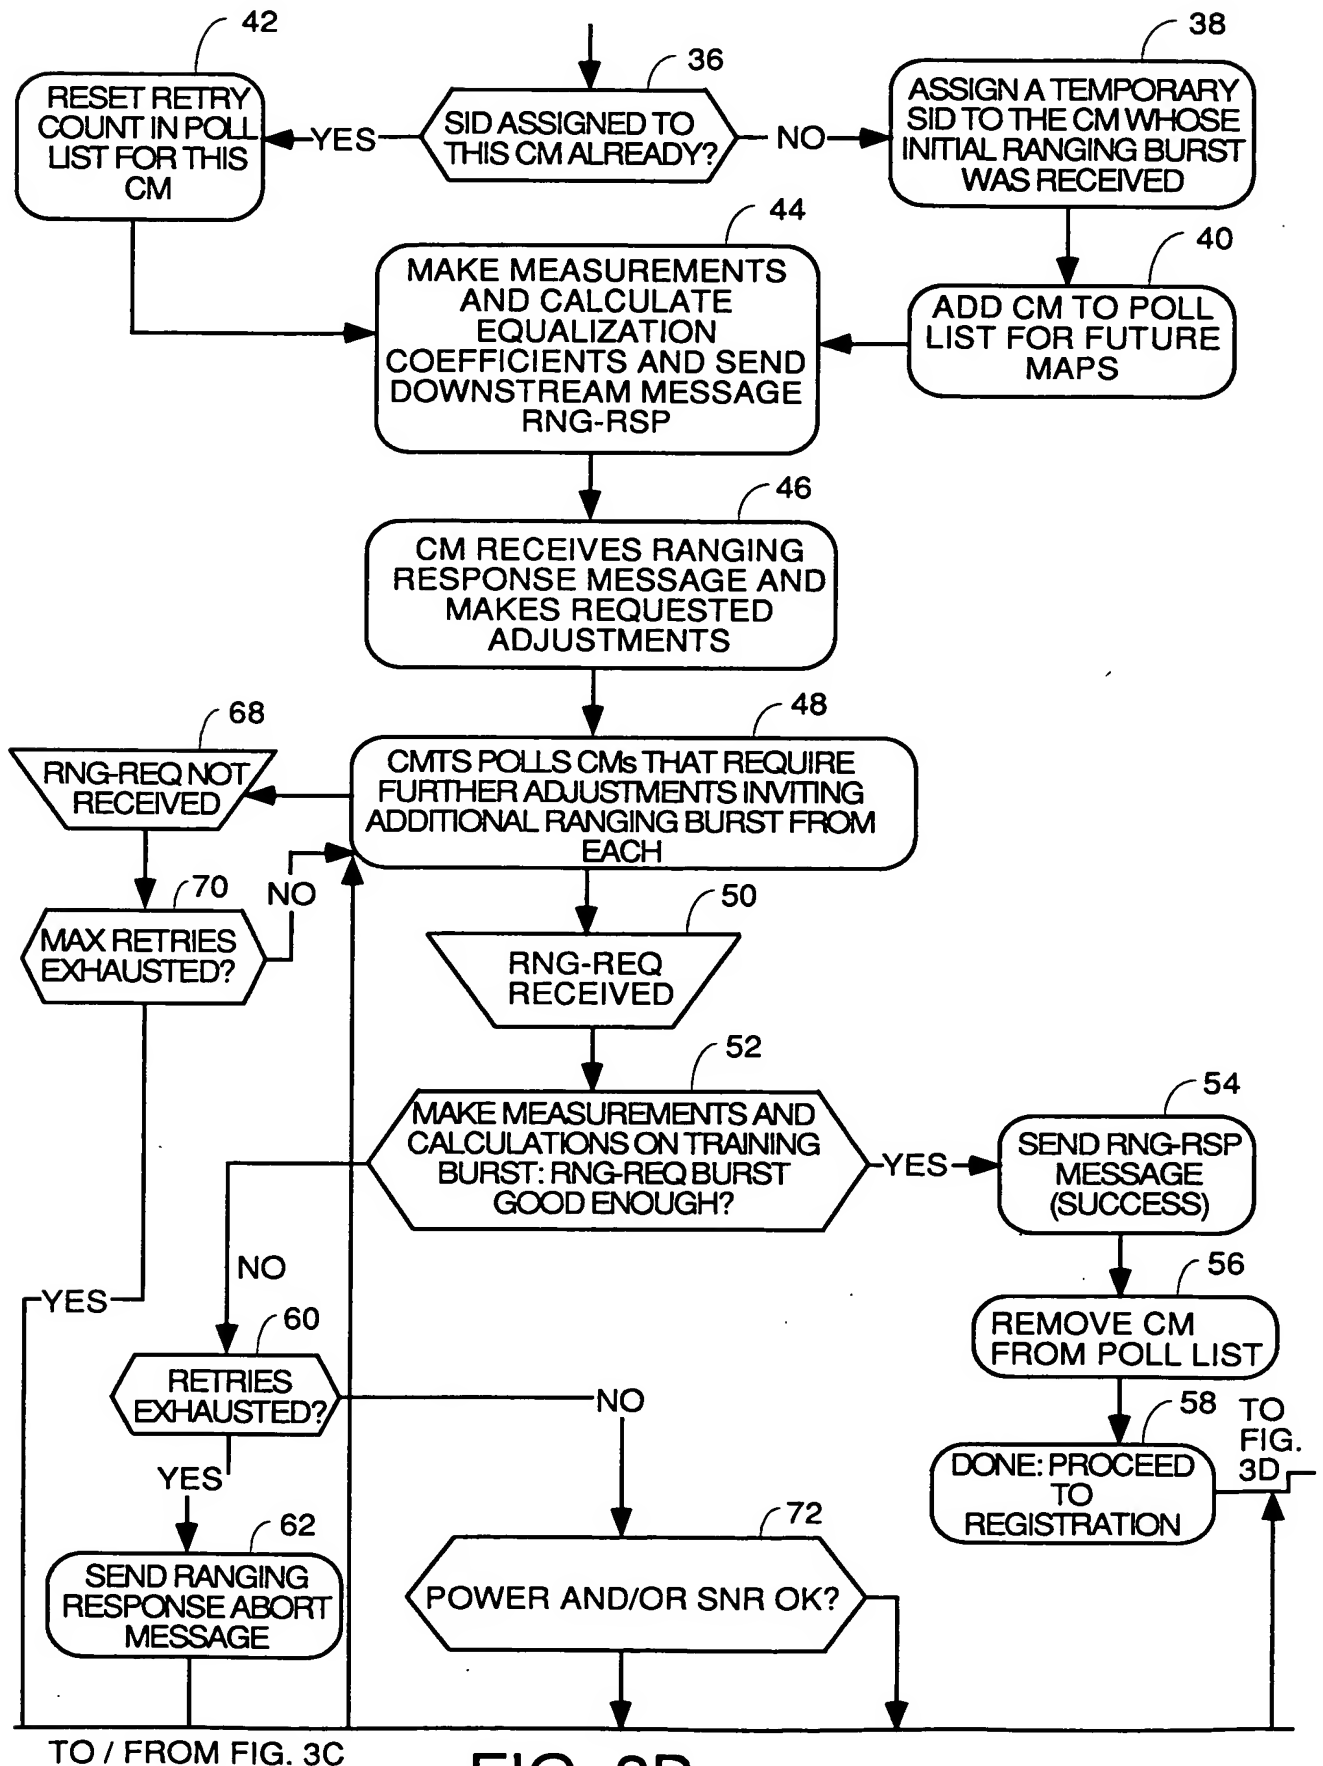 42
RESET RETRY
COUNT IN POLL
LIST FOR THIS
CM
YES
36
SID ASSIGNED TO
THIS CM ALREADY?
NO
38
ASSIGN A TEMPORARY
SID TO THE CM WHOSE
INITIAL RANGING BURST
WAS RECEIVED
44
MAKE MEASUREMENTS
AND CALCULATE
EQUALIZATION
COEFFICIENTS AND SEND
DOWNSTREAM MESSAGE
RNG-RSP
40
ADD CM TO POLL
LIST FOR FUTURE
MAPS
46
CM RECEIVES RANGING
RESPONSE MESSAGE AND
MAKES REQUESTED
ADJUSTMENTS
68
RNG-REQ NOT
RECEIVED
48
CMTS POLLS CMs THAT REQUIRE
FURTHER ADJUSTMENTS INVITING
ADDITIONAL RANGING BURST FROM
EACH
70
NO
MAX RETRIES
EXHAUSTED?
50
RNG-REQ
RECEIVED
52
MAKE MEASUREMENTS AND
CALCULATIONS ON TRAINING
BURST: RNG-REQ BURST
GOOD ENOUGH?
YES
54
SEND RNG-RSP
MESSAGE
(SUCCESS)
NO
YES
56
REMOVE CM
FROM POLL LIST
60
RETRIES
EXHAUSTED?
NO
58
DONE: PROCEED
TO
REGISTRATION
TO
FIG.
3D
YES
62
SEND RANGING
RESPONSE ABORT
MESSAGE
72
POWER AND/OR SNR OK?
TO / FROM FIG. 3C